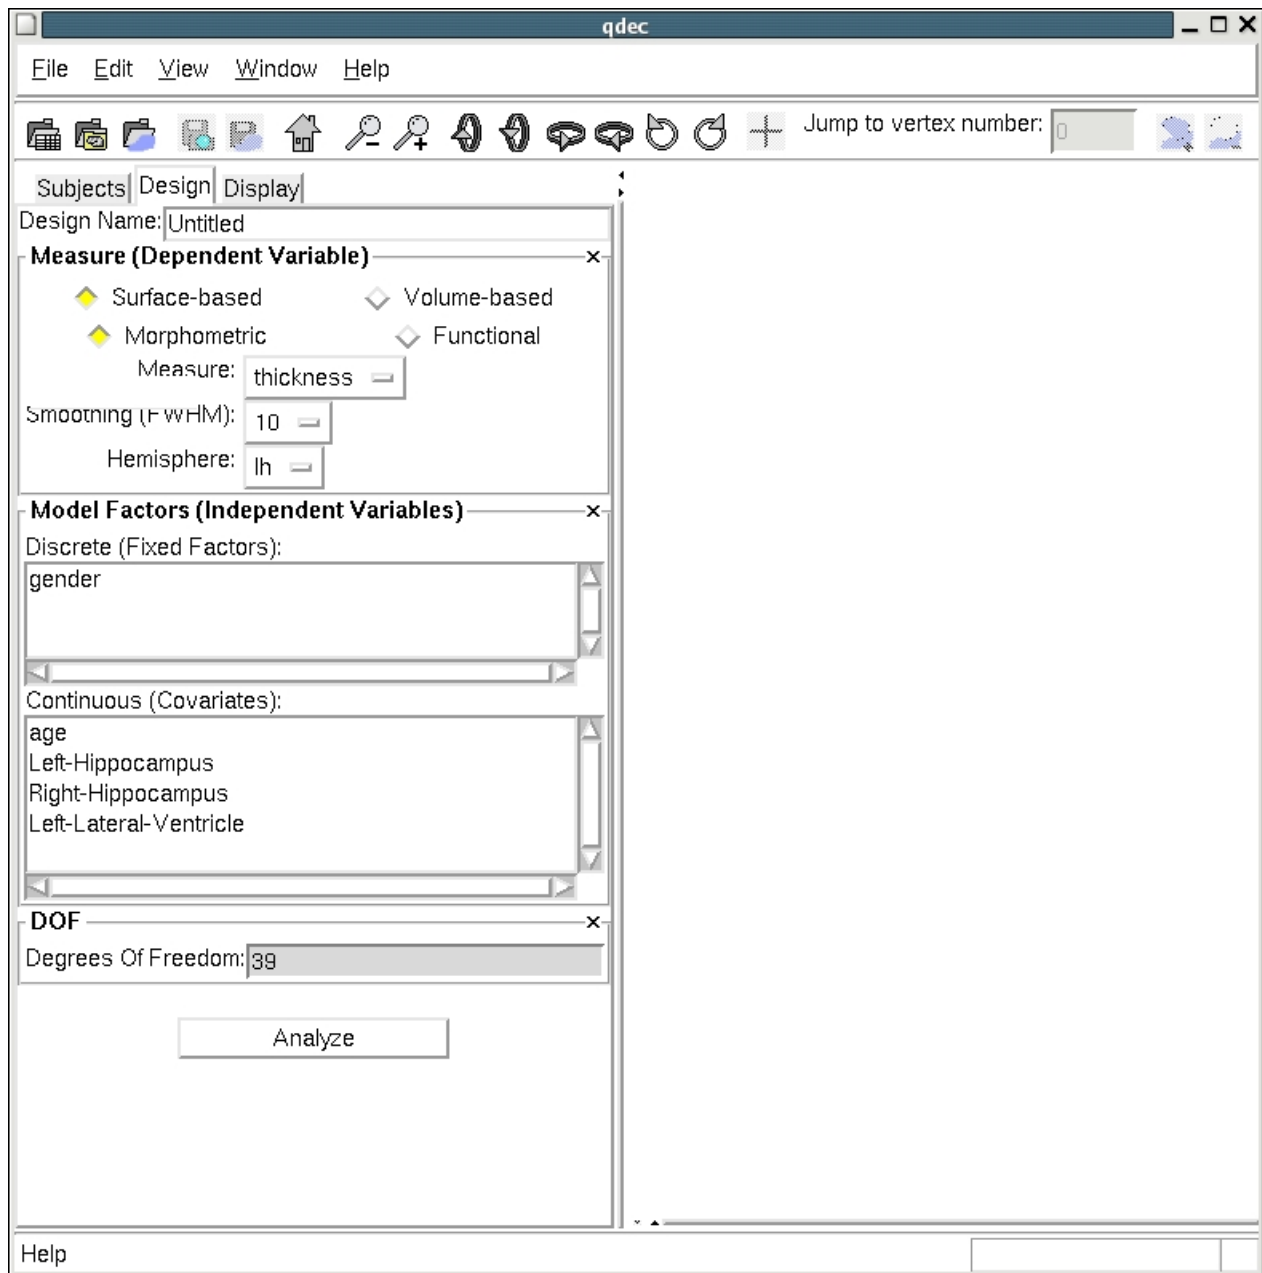 qdec
File Edit View Window Help
Jump to vertex number: 0
Subjects Design Display
Design Name: Untitled
Measure (Dependent Variable)
Surface-based Volume-based
Morphometric Functional
Measure: thickness
Smoothing (FWHM): 10
Hemisphere: lh
Model Factors (Independent Variables)
Discrete (Fixed Factors):
gender
Continuous (Covariates):
age
Left-Hippocampus
Right-Hippocampus
Left-Lateral-Ventricle
DOF
Degrees Of Freedom: 39
Analyze
Help